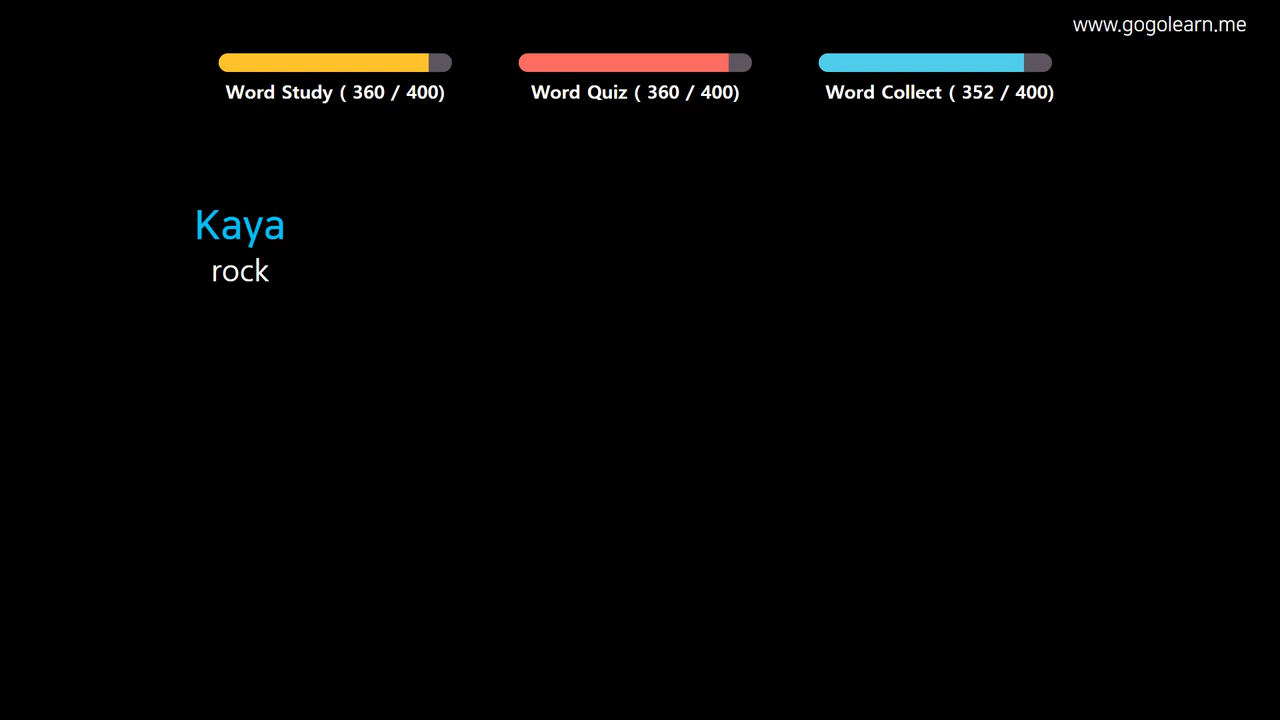 www.gogolearn.me
Word Study ( 360 / 400)
Word Quiz ( 360 / 400)
Word Collect ( 352 / 400)
Kaya
rock